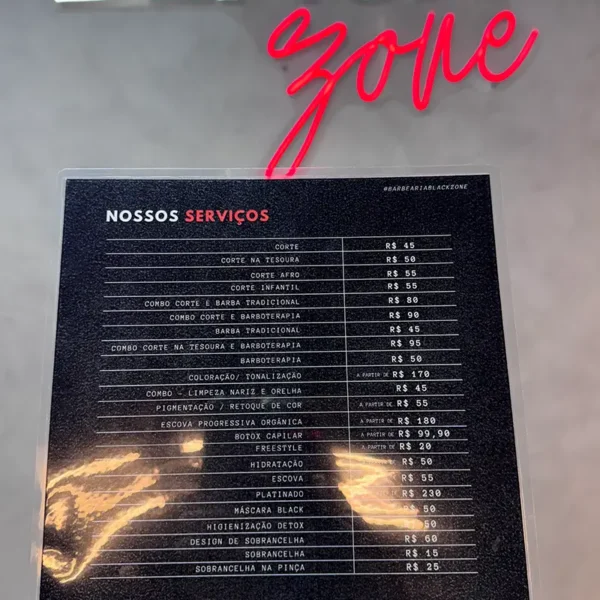 zone
#BARBEARIABLACKZONE
NOSSOS SERVIÇOS
CORTE R$ 45
CORTE NA TESOURA R$ 50
CORTE AFRO R$ 55
CORTE INFANTIL R$ 55
COMBO CORTE E BARBA TRADICIONAL R$ 80
COMBO CORTE E BARBOTERAPIA R$ 90
BARBA TRADICIONAL R$ 45
COMBO CORTE NA TESOURA E BARBOTERAPIA R$ 95
BARBOTERAPIA R$ 50
COLORAÇÃO/ TONALIZAÇÃO A PARTIR DE R$ 170
COMBO - LIMPEZA NARIZ E ORELHA R$ 45
PIGMENTAÇÃO / RETOQUE DE COR A PARTIR DE R$ 55
ESCOVA PROGRESSIVA ORGÂNICA A PARTIR DE R$ 180
BOTOX CAPILAR A PARTIR DE R$ 99,90
FREESTYLE A PARTIR DE R$ 20
HIDRATAÇÃO R$ 50
ESCOVA R$ 55
PLATINADO R$ 230
MÁSCARA BLACK 50
HIGIENIZAÇÃO DETOX 50
DESIGN DE SOBRANCELHA R$ 60
SOBRANCELHA R$ 15
SOBRANCELHA NA PINÇA R$ 25